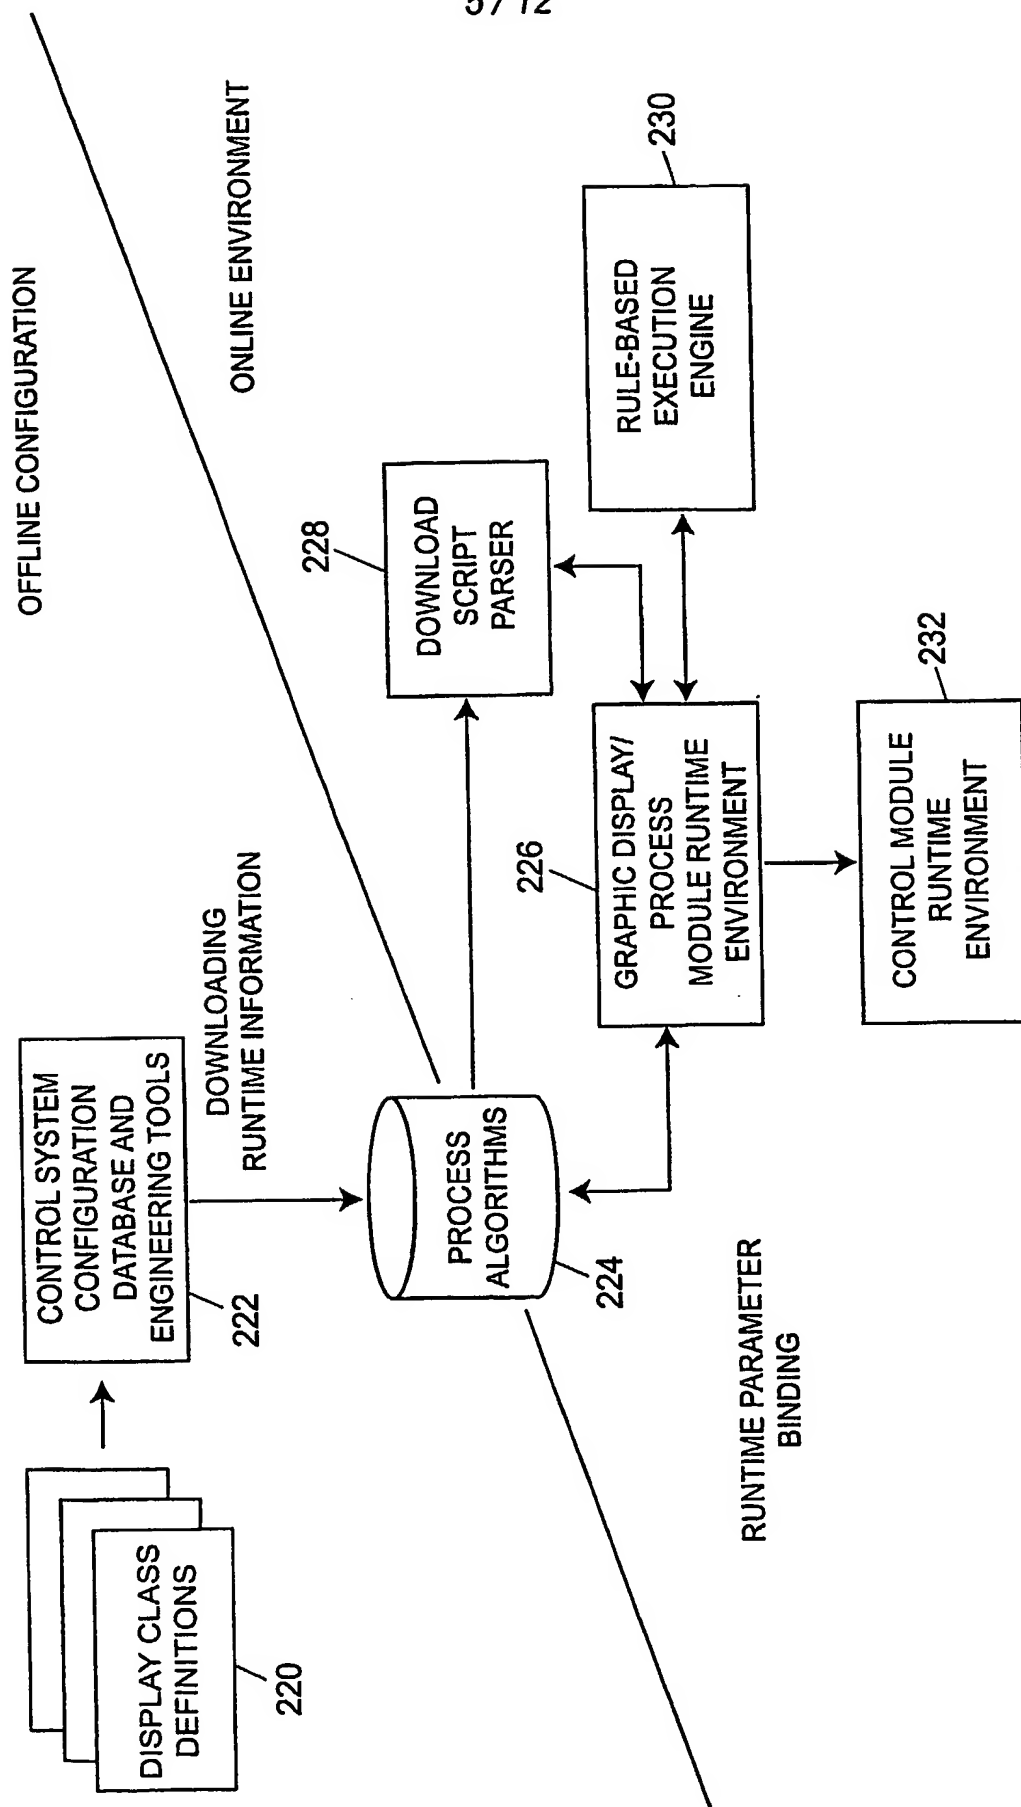 5 / 12
OFFLINE CONFIGURATION
ONLINE ENVIRONMENT
DISPLAY CLASS
DEFINITIONS
220
CONTROL SYSTEM
CONFIGURATION
DATABASE AND
ENGINEERING TOOLS
222
DOWNLOADING
RUNTIME INFORMATION
PROCESS
ALGORITHMS
224
DOWNLOAD
SCRIPT
PARSER
228
GRAPHIC DISPLAY/
PROCESS
MODULE RUNTIME
ENVIRONMENT
226
RULE-BASED
EXECUTION
ENGINE
230
CONTROL MODULE
RUNTIME
ENVIRONMENT
232
RUNTIME PARAMETER
BINDING